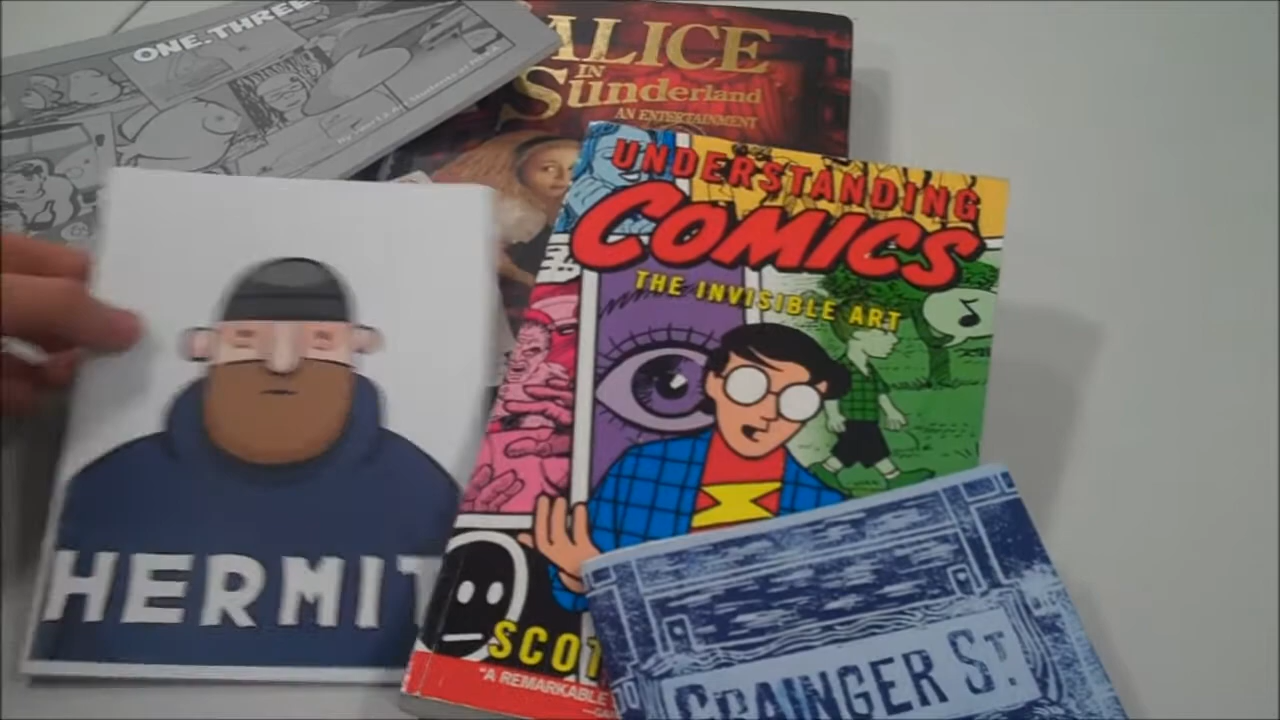 ONE.THREE
ALICE
IN
Sunderland
AN ENTERTAINMENT
UNDERSTANDING
COMICS
THE INVISIBLE ART
HERMIT
SCOT
"A REMARKABLE
GRAINGER ST.